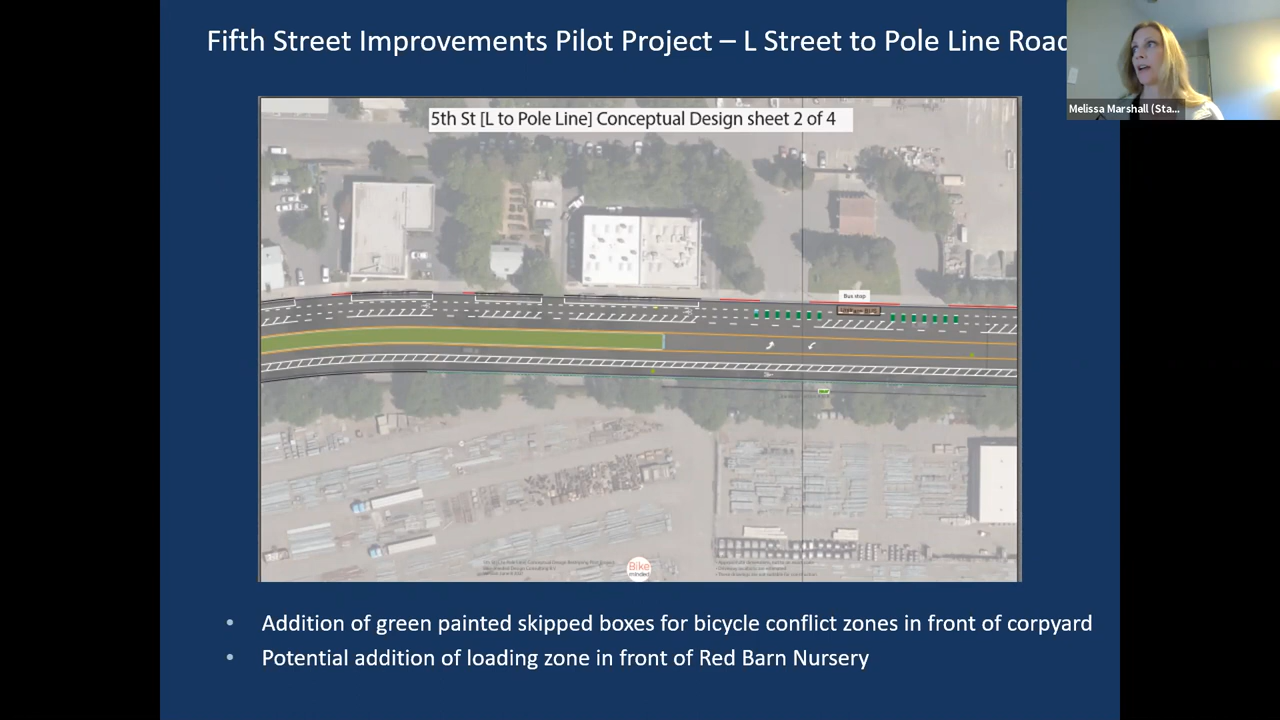 Fifth Street Improvements Pilot Project – L Street to Pole Line Road
Melissa Marshall (Sta...
5th St [L to Pole Line] Conceptual Design sheet 2 of 4
Bus stop
Bike
minded
• Addition of green painted skipped boxes for bicycle conflict zones in front of corpyard
• Potential addition of loading zone in front of Red Barn Nursery